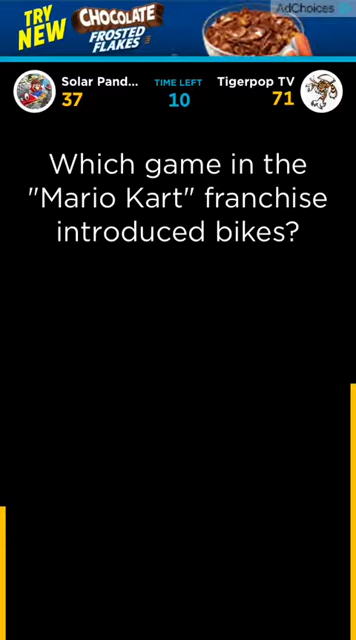 TRY
NEW
CHOCOLATE
FROSTED
FLAKES
AdChoices
Solar Pand...
37
TIME LEFT
10
Tigerpop TV
71
Which game in the
"Mario Kart" franchise
introduced bikes?